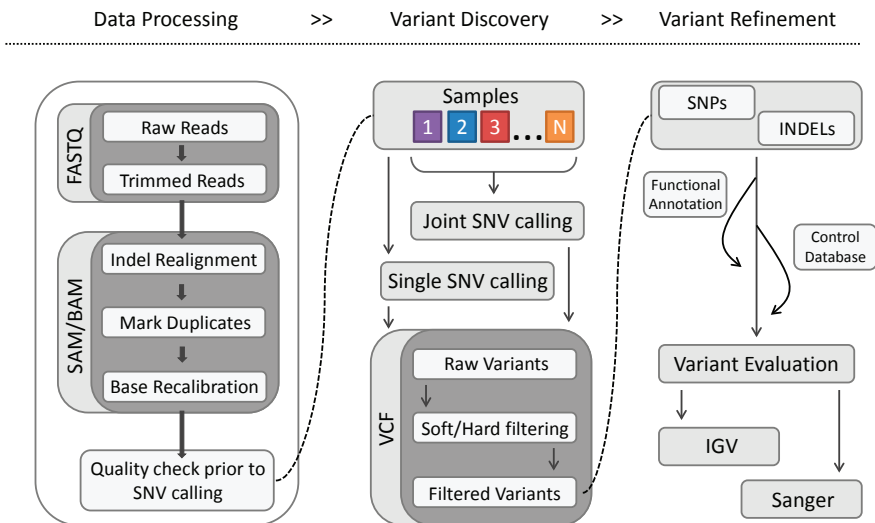 Data Processing >> Variant Discovery >> Variant Refinement
FASTQ
Raw Reads
Trimmed Reads
SAM/BAM
Indel Realignment
Mark Duplicates
Base Recalibration
Quality check prior to
SNV calling
Samples
1 2 3 ... N
Joint SNV calling
Single SNV calling
VCF
Raw Variants
Soft/Hard filtering
Filtered Variants
SNPs
INDELs
Functional
Annotation
Control
Database
Variant Evaluation
IGV
Sanger